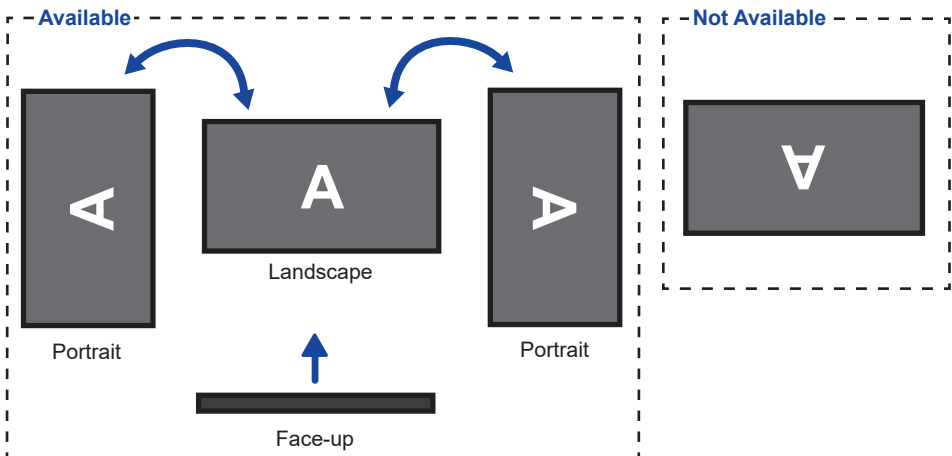 Available
Not Available
A
A
A
A
Landscape
Portrait
Portrait
Face-up